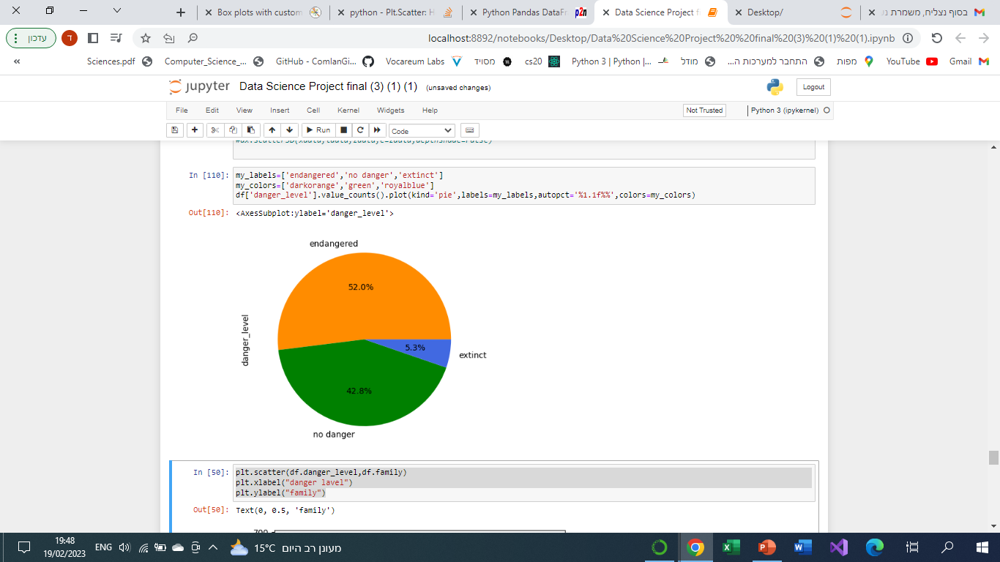 Box plots with custom
python - Plt.Scatter: H
Python Pandas DataFr
p2n
Data Science Project f
Desktop/
בסוף נצליח, משמרת
עדכון
ד
localhost:8892/notebooks/Desktop/Data%20Science%20Project%20%20final%20(3)%20(1)%20(1).ipynb
«
Sciences.pdf
Computer_Science_...
GitHub - ComlanGi...
Vocareum Labs
מסויד
cs20
Python 3 | Python |...
מודל
התחבר למערכות ה...
מפות
YouTube
Gmail
jupyter Data Science Project final (3) (1) (1) (unsaved changes)
Logout
File Edit View Insert Cell Kernel Widgets Help
Not Trusted
Python 3 (ipykernel)
Run
Code
#ax.scatter3D(xdata,ydata,zdata,c=zdata,depthshade=False)
In [110]: my_labels=['endangered','no danger','extinct']
my_colors=['darkorange','green','royalblue']
df['danger_level'].value_counts().plot(kind='pie',labels=my_labels,autopct='%1.1f%%',colors=my_colors)
Out[110]: <AxesSubplot:ylabel='danger_level'>
endangered
52.0%
danger_level
5.3%
extinct
42.8%
no danger
In [50]: plt.scatter(df.danger_level,df.family)
plt.xlabel("danger lavel")
plt.ylabel("family")
Out[50]: Text(0, 0.5, 'family')
700
19:48
19/02/2023
ENG
15°C מעונן רב היום